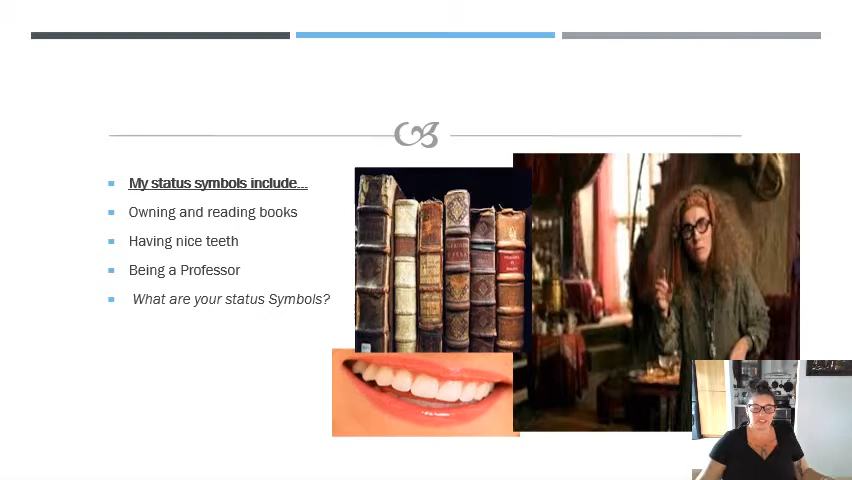 My status symbols include...
Owning and reading books
Having nice teeth
Being a Professor
What are your status Symbols?